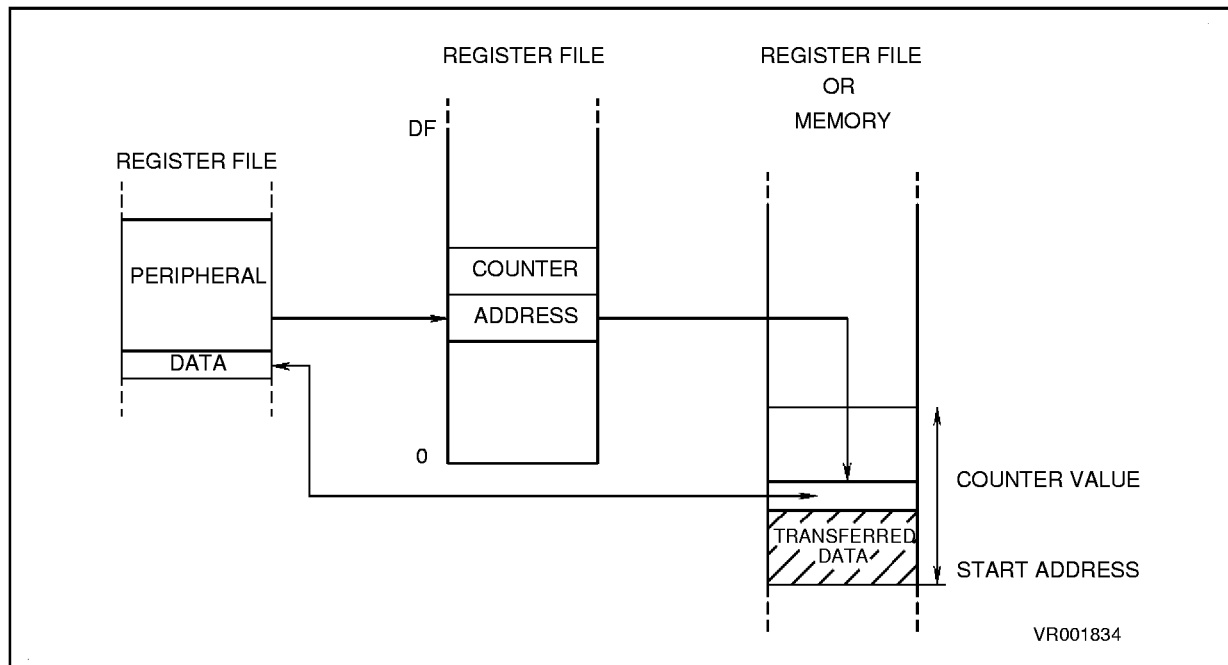 REGISTER FILE
REGISTER FILE
OR
MEMORY
DF
REGISTER FILE
COUNTER
PERIPHERAL
ADDRESS
DATA
0
COUNTER VALUE
TRANSFERRED
DATA
START ADDRESS
VR001834